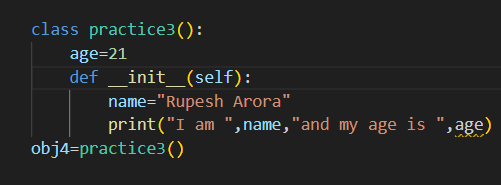 class practice3():
    age=21
    def __init__(self):
        name="Rupesh Arora"
        print("I am ",name,"and my age is ",age)
obj4=practice3()